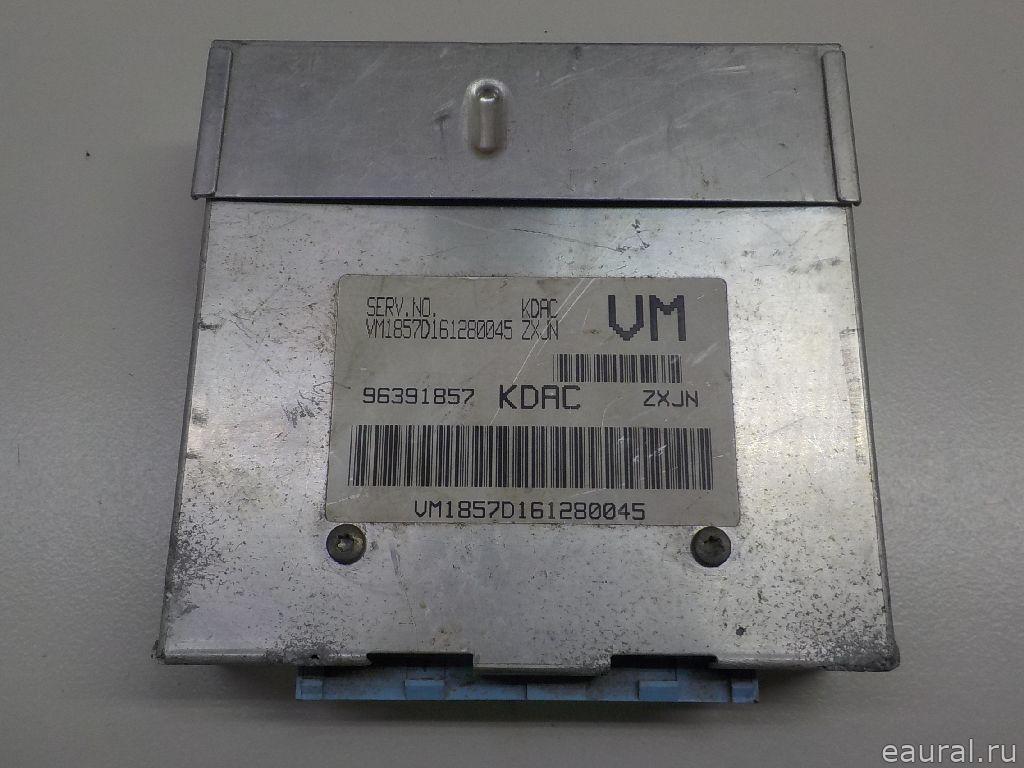 SERV.NO. KDAC VM
VM1857D161280045 ZXJN
96391857 KDAC ZXJN
VM1857D161280045
eaural.ru